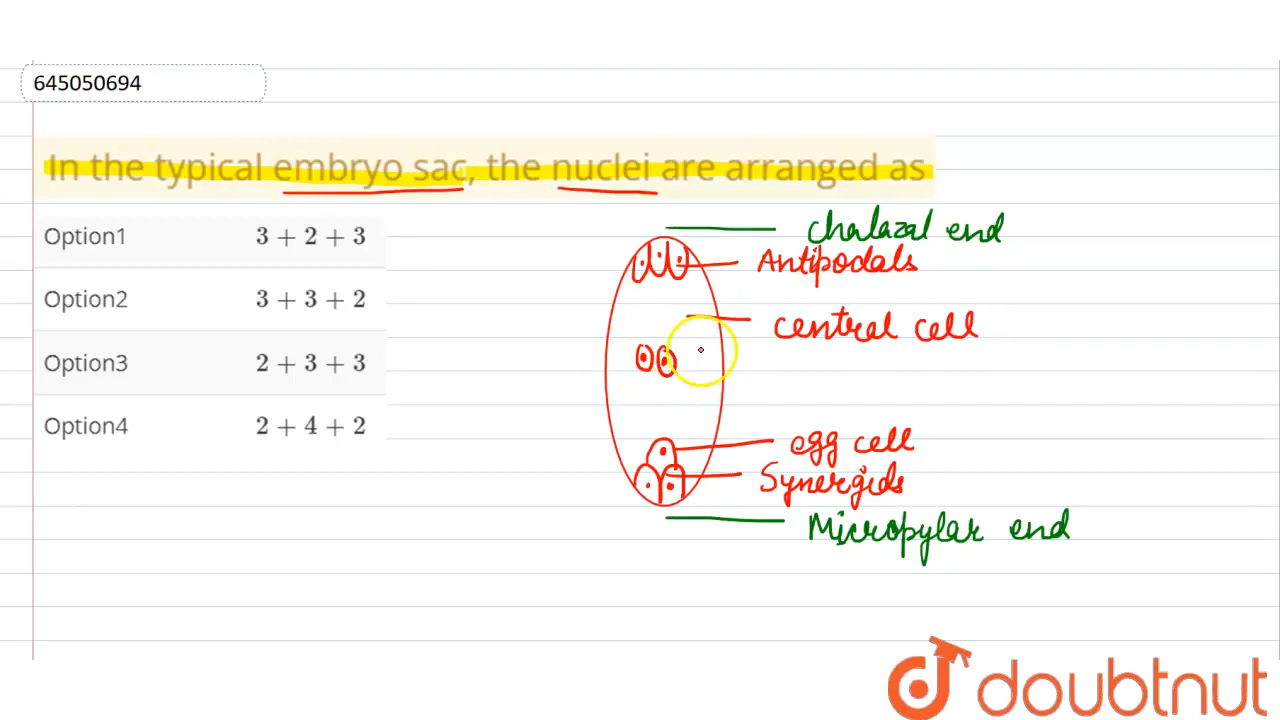 645050694
In the typical embryo sac, the nuclei are arranged as
Option1 3 + 2 + 3
Option2 3 + 3 + 2
Option3 2 + 3 + 3
Option4 2 + 4 + 2
Chalazal end
Antipodals
central cell
egg cell
Synergids
Micropylar end
doubtnut